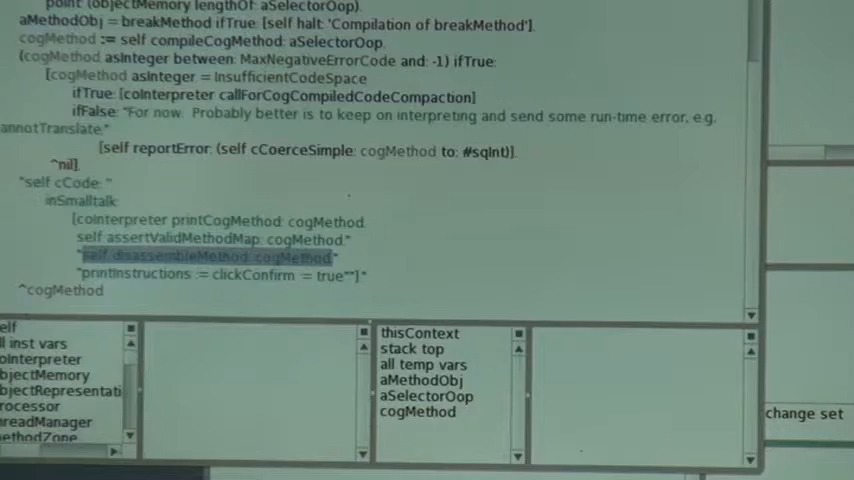 point (objectMemory lengthOf: aSelectorOop).
aMethodObj = breakMethod ifTrue: [self halt: 'Compilation of breakMethod'].
cogMethod := self compileCogMethod: aSelectorOop.
(cogMethod asInteger between: MaxNegativeErrorCode and: -1) ifTrue:
[cogMethod asInteger = InsufficientCodeSpace
ifTrue: [coInterpreter callForCogCompiledCodeCompaction]
ifFalse: "For now. Probably better is to keep on interpreting and send some run-time error, e.g.
annotTranslate."
[self reportError: (self cCoerceSimple: cogMethod to: #sqInt)].
^nil].
"self cCode: ''
inSmalltalk:
[coInterpreter printCogMethod: cogMethod.
self assertValidMethodMap: cogMethod."
"self disassembleMethod: cogMethod."
"printInstructions := clickConfirm := true""]"
^cogMethod
elf
ll inst vars
oInterpreter
bjectMemory
bjectRepresentati
rocessor
hreadManager
ethodZone
thisContext
stack top
all temp vars
aMethodObj
aSelectorOop
cogMethod
change set